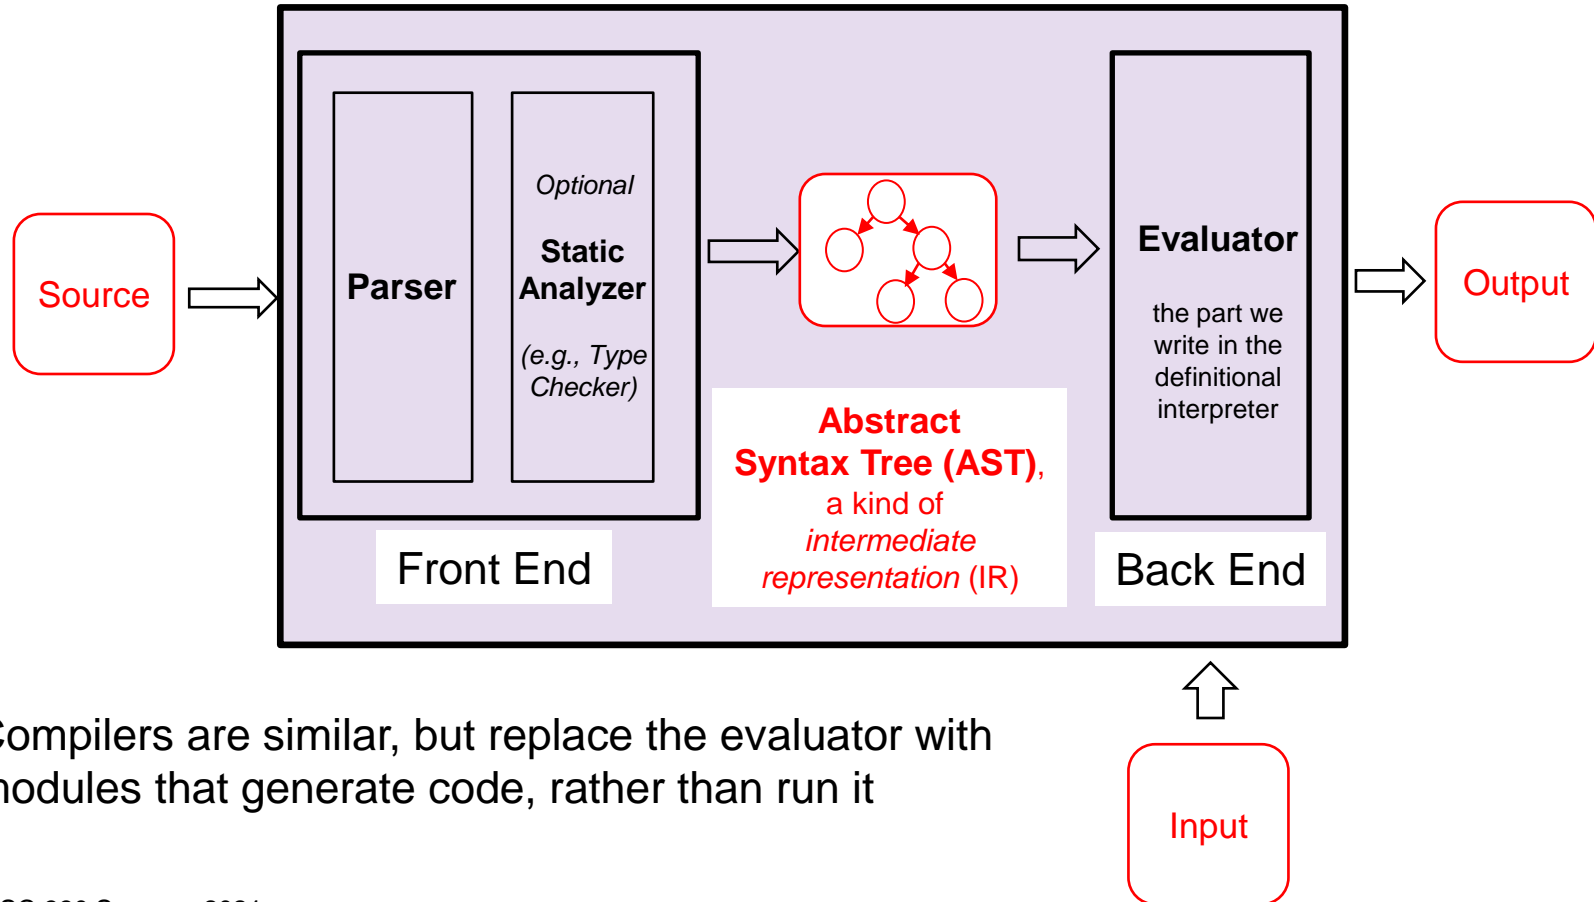 Source
Parser
Optional
Static
Analyzer
(e.g., Type
Checker)
Front End
Abstract
Syntax Tree (AST),
a kind of
intermediate
representation (IR)
Evaluator
the part we
write in the
definitional
interpreter
Back End
Output
Input
Compilers are similar, but replace the evaluator with
modules that generate code, rather than run it